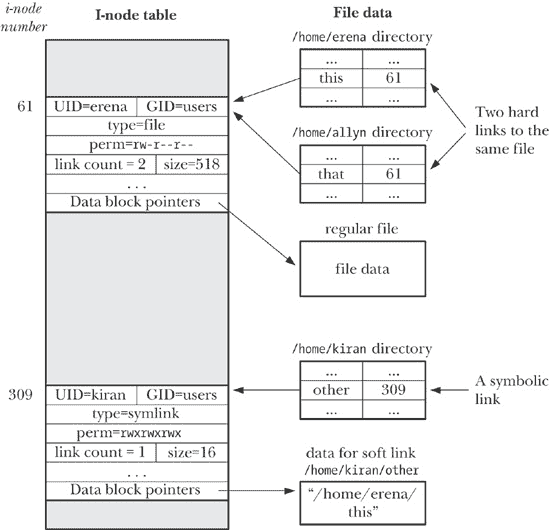 i-node
number
I-node table
File data
/home/erena directory
... ...
this 61
... ...
61
UID=erena GID=users
type=file
perm=rw-r--r--
link count = 2 size=518
...
Data block pointers
Two hard
links to the
same file
/home/allyn directory
... ...
that 61
... ...
regular file
file data
/home/kiran directory
... ...
other 309
... ...
A symbolic
link
309
UID=kiran GID=users
type=symlink
perm=rwxrwxrwx
link count = 1 size=16
...
Data block pointers
data for soft link
/home/kiran/other
“/home/erena/
this”